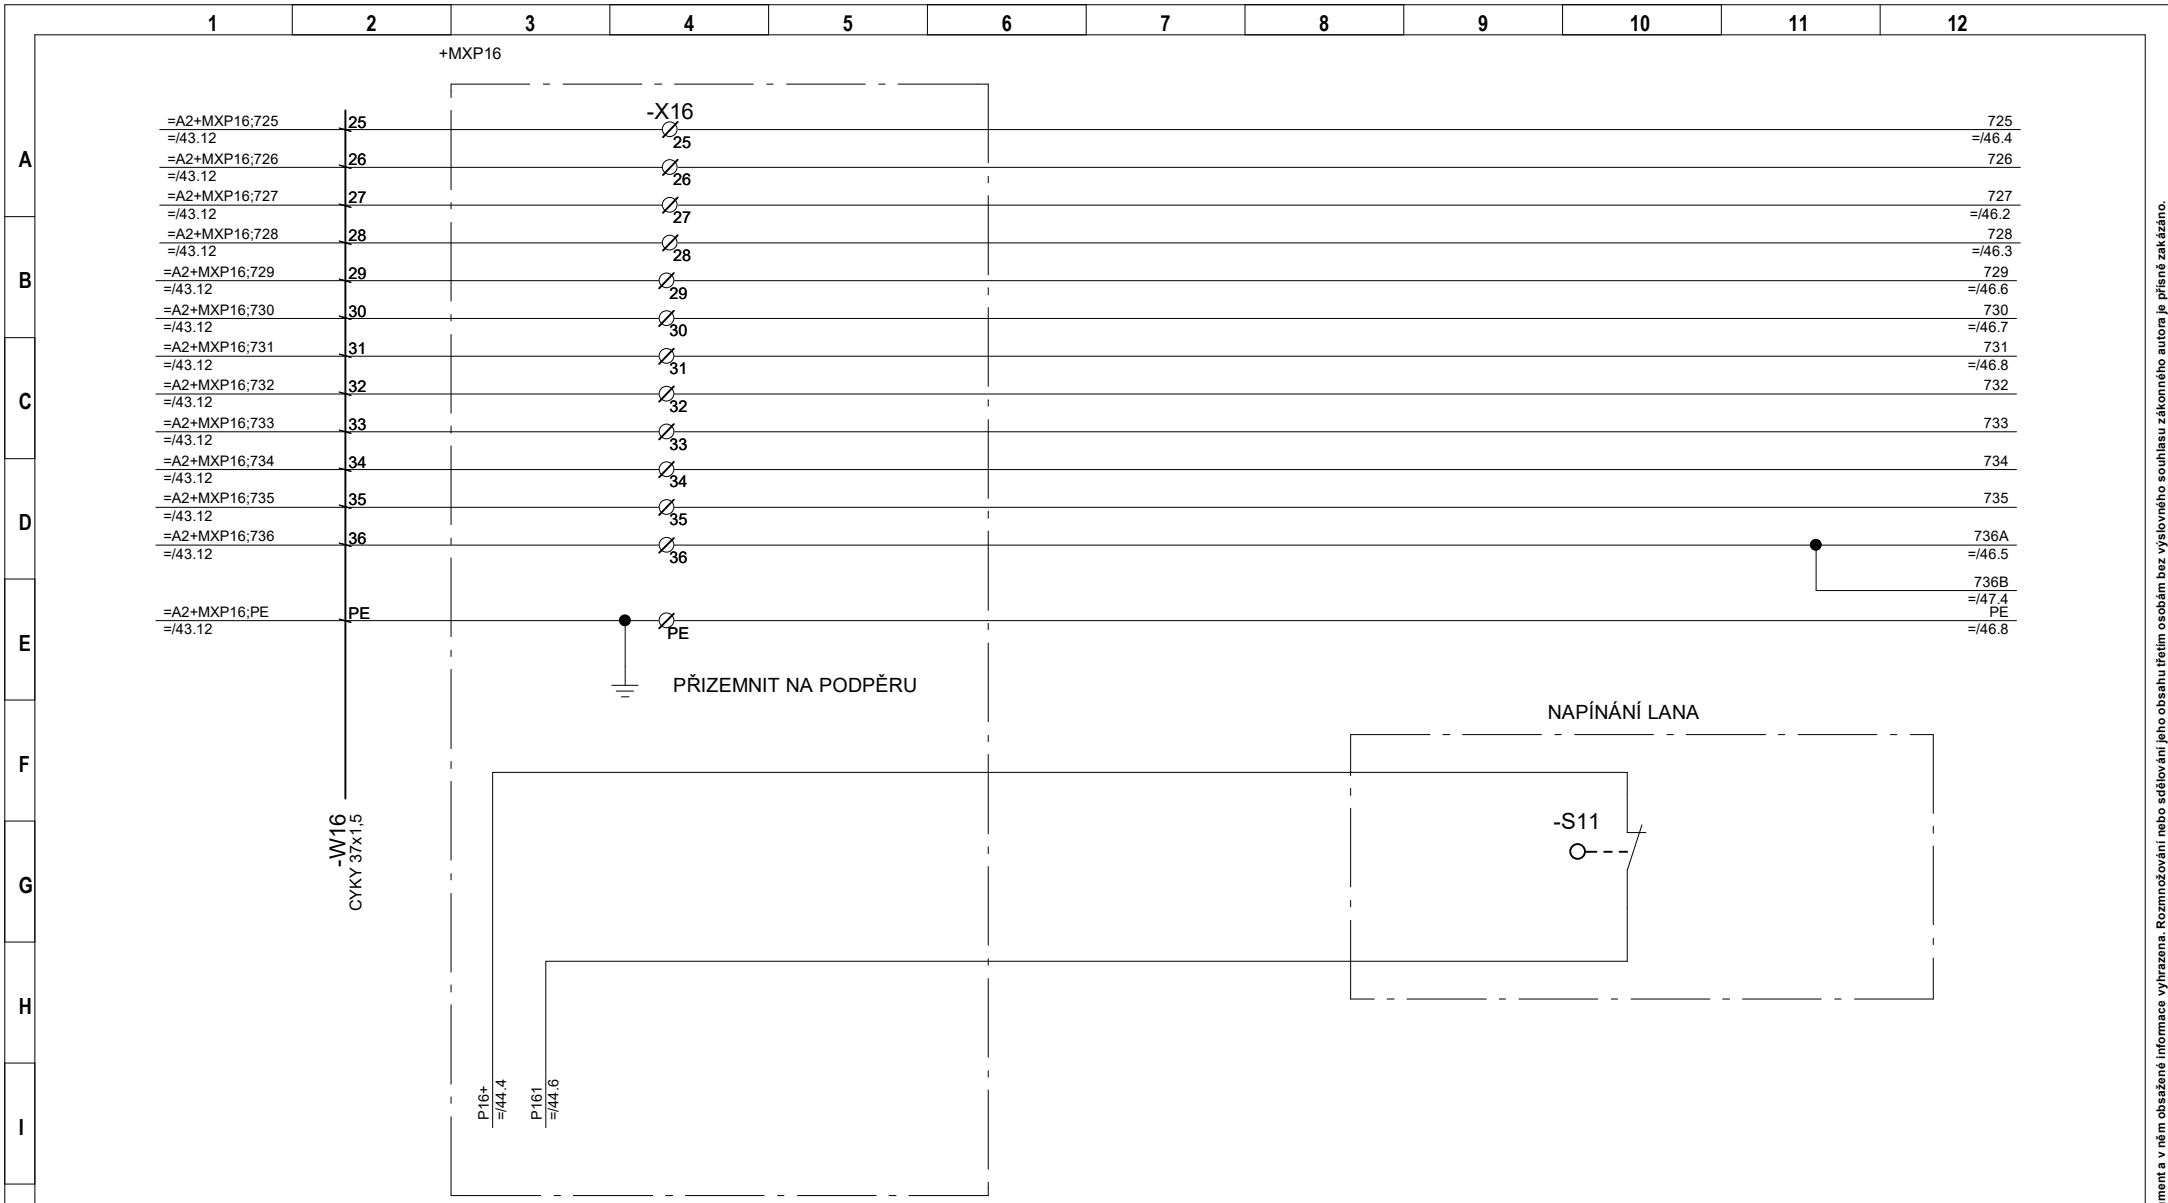 1 2 3 4 5 6 7 8 9 10 11 12
+MXP16
-X16
A
=A2+MXP16;725 25 725
=/43.12 25 =/46.4
=A2+MXP16;726 26 726
=/43.12 26
=A2+MXP16;727 27 727
=/43.12 27 =/46.2
=A2+MXP16;728 28 728
=/43.12 28 =/46.3
B
=A2+MXP16;729 29 729
=/43.12 29 =/46.6
=A2+MXP16;730 30 730
=/43.12 30 =/46.7
=A2+MXP16;731 31 731
=/43.12 31 =/46.8
C
=A2+MXP16;732 32 732
=/43.12 32
=A2+MXP16;733 33 733
=/43.12 33
=A2+MXP16;734 34 734
=/43.12 34
D
=A2+MXP16;735 35 735
=/43.12 35
=A2+MXP16;736 36 736A
=/43.12 36 =/46.5
736B
=/47.4
E
=A2+MXP16;PE PE PE
=/43.12 PE =/46.8
PŘIZEMNIT NA PODPĚRU
NAPÍNÁNÍ LANA
F
-S11
G
-W16
CYKY 37x1,5
H
I
P16+
=/44.4
P161
=/44.6
a v něm obsažené informace vyhrazena. Rozmnožování nebo sdělování jeho obsahu třetím osobám bez výslovného souhlasu zákonného autora je přísně zakázáno.